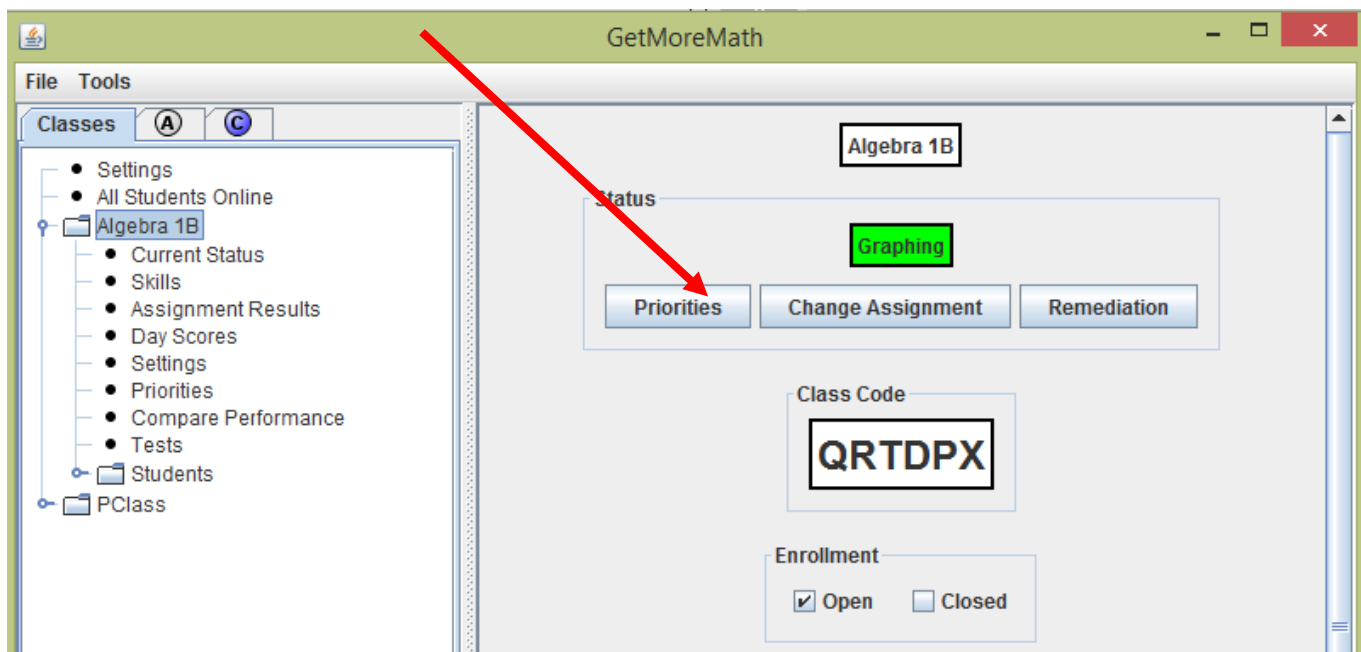 GetMoreMath
File Tools
Classes A C
Settings
All Students Online
Algebra 1B
Current Status
Skills
Assignment Results
Day Scores
Settings
Priorities
Compare Performance
Tests
Students
PClass
Algebra 1B
Status
Graphing
Priorities Change Assignment Remediation
Class Code
QRTDPX
Enrollment
Open Closed